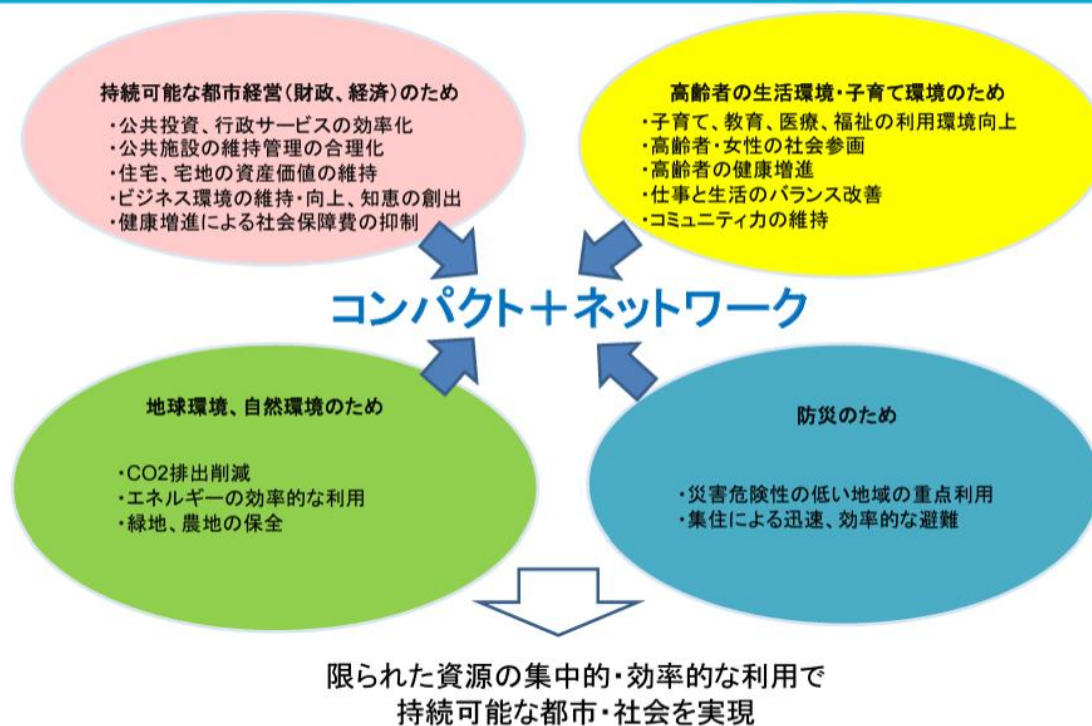 持続可能な都市経営(財政、経済)のため
・公共投資、行政サービスの効率化
・公共施設の維持管理の合理化
・住宅、宅地の資産価値の維持
・ビジネス環境の維持・向上、知恵の創出
・健康増進による社会保障費の抑制
高齢者の生活環境・子育て環境のため
・子育て、教育、医療、福祉の利用環境向上
・高齢者・女性の社会参画
・高齢者の健康増進
・仕事と生活のバランス改善
・コミュニティ力の維持
コンパクト＋ネットワーク
地球環境、自然環境のため
・CO2排出削減
・エネルギーの効率的な利用
・緑地、農地の保全
防災のため
・災害危険性の低い地域の重点利用
・集住による迅速、効率的な避難
限られた資源の集中的・効率的な利用で
持続可能な都市・社会を実現